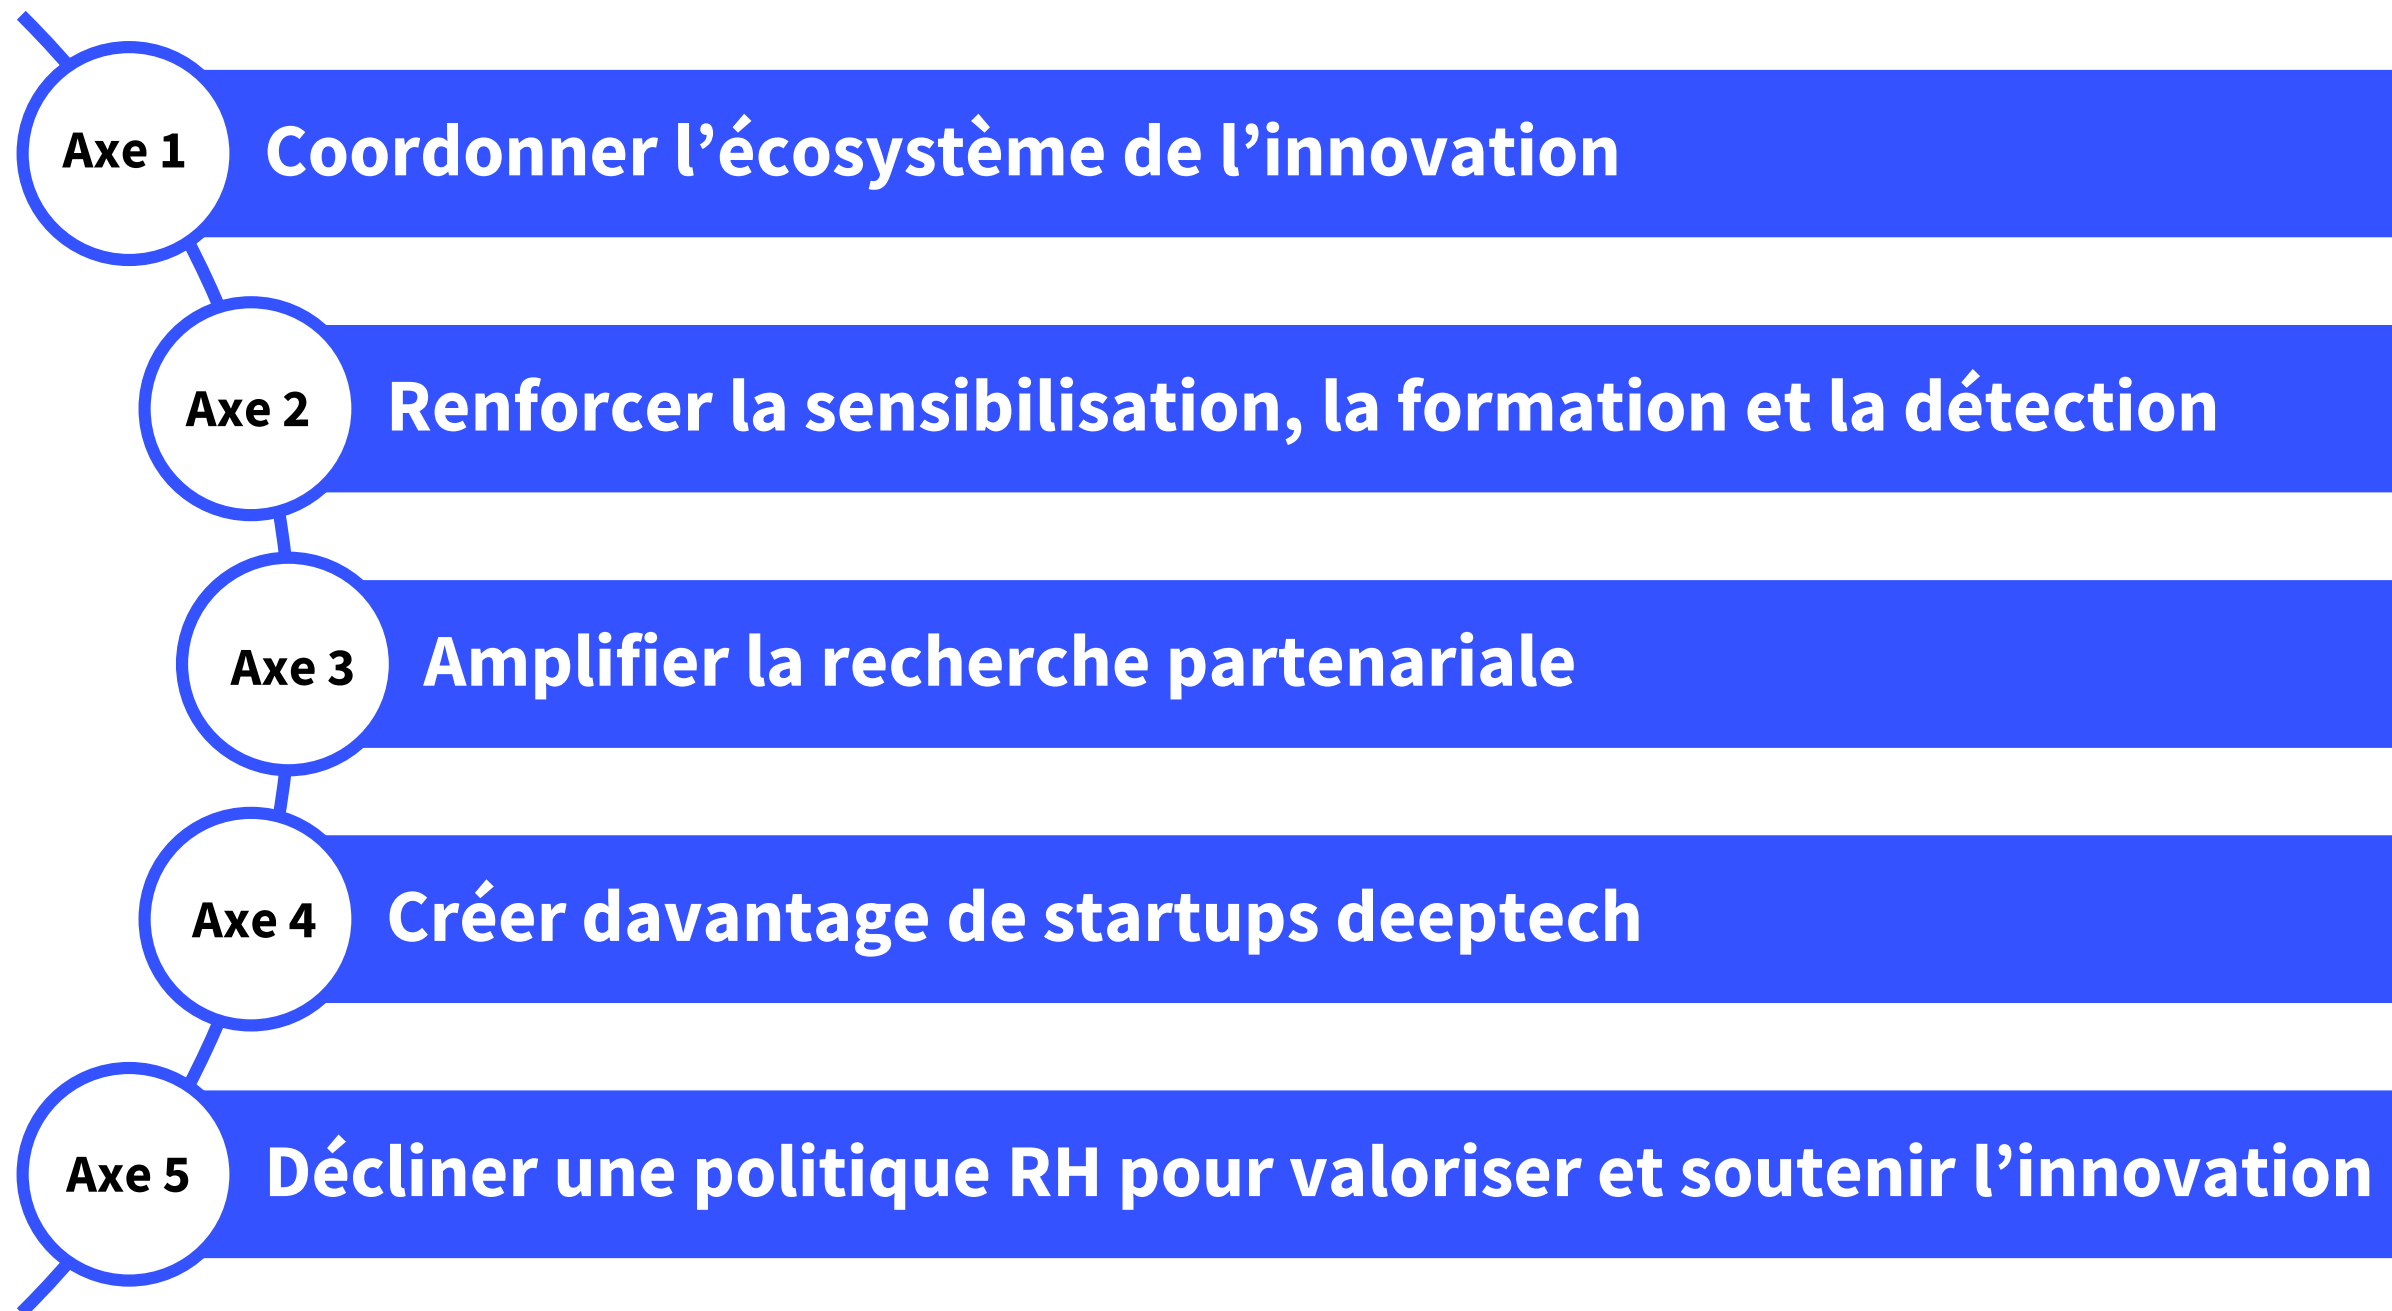 Axe 1
Coordonner l’écosystème de l’innovation
Axe 2
Renforcer la sensibilisation, la formation et la détection
Axe 3
Amplifier la recherche partenariale
Axe 4
Créer davantage de startups deeptech
Axe 5
Décliner une politique RH pour valoriser et soutenir l’innovation